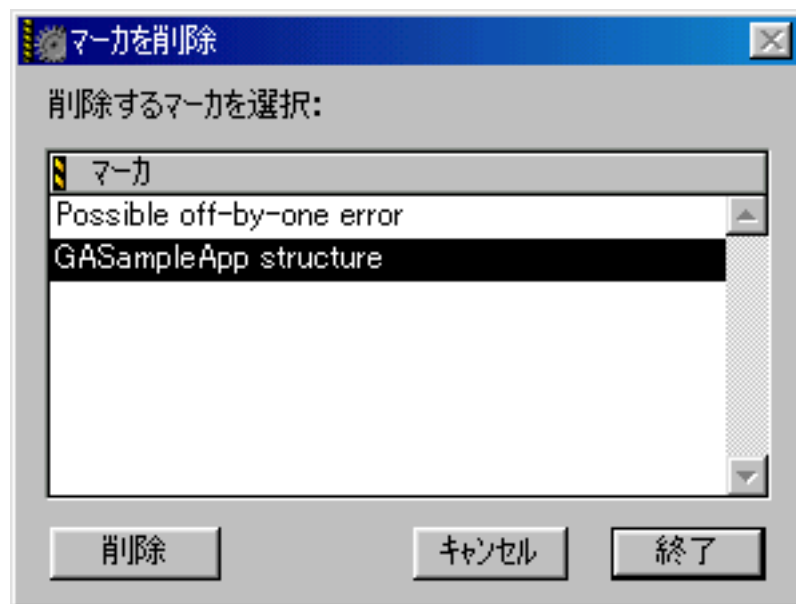 マーカを削除
削除するマーカを選択:
マーカ
Possible off-by-one error
GASampleApp structure
削除 キャンセル 終了